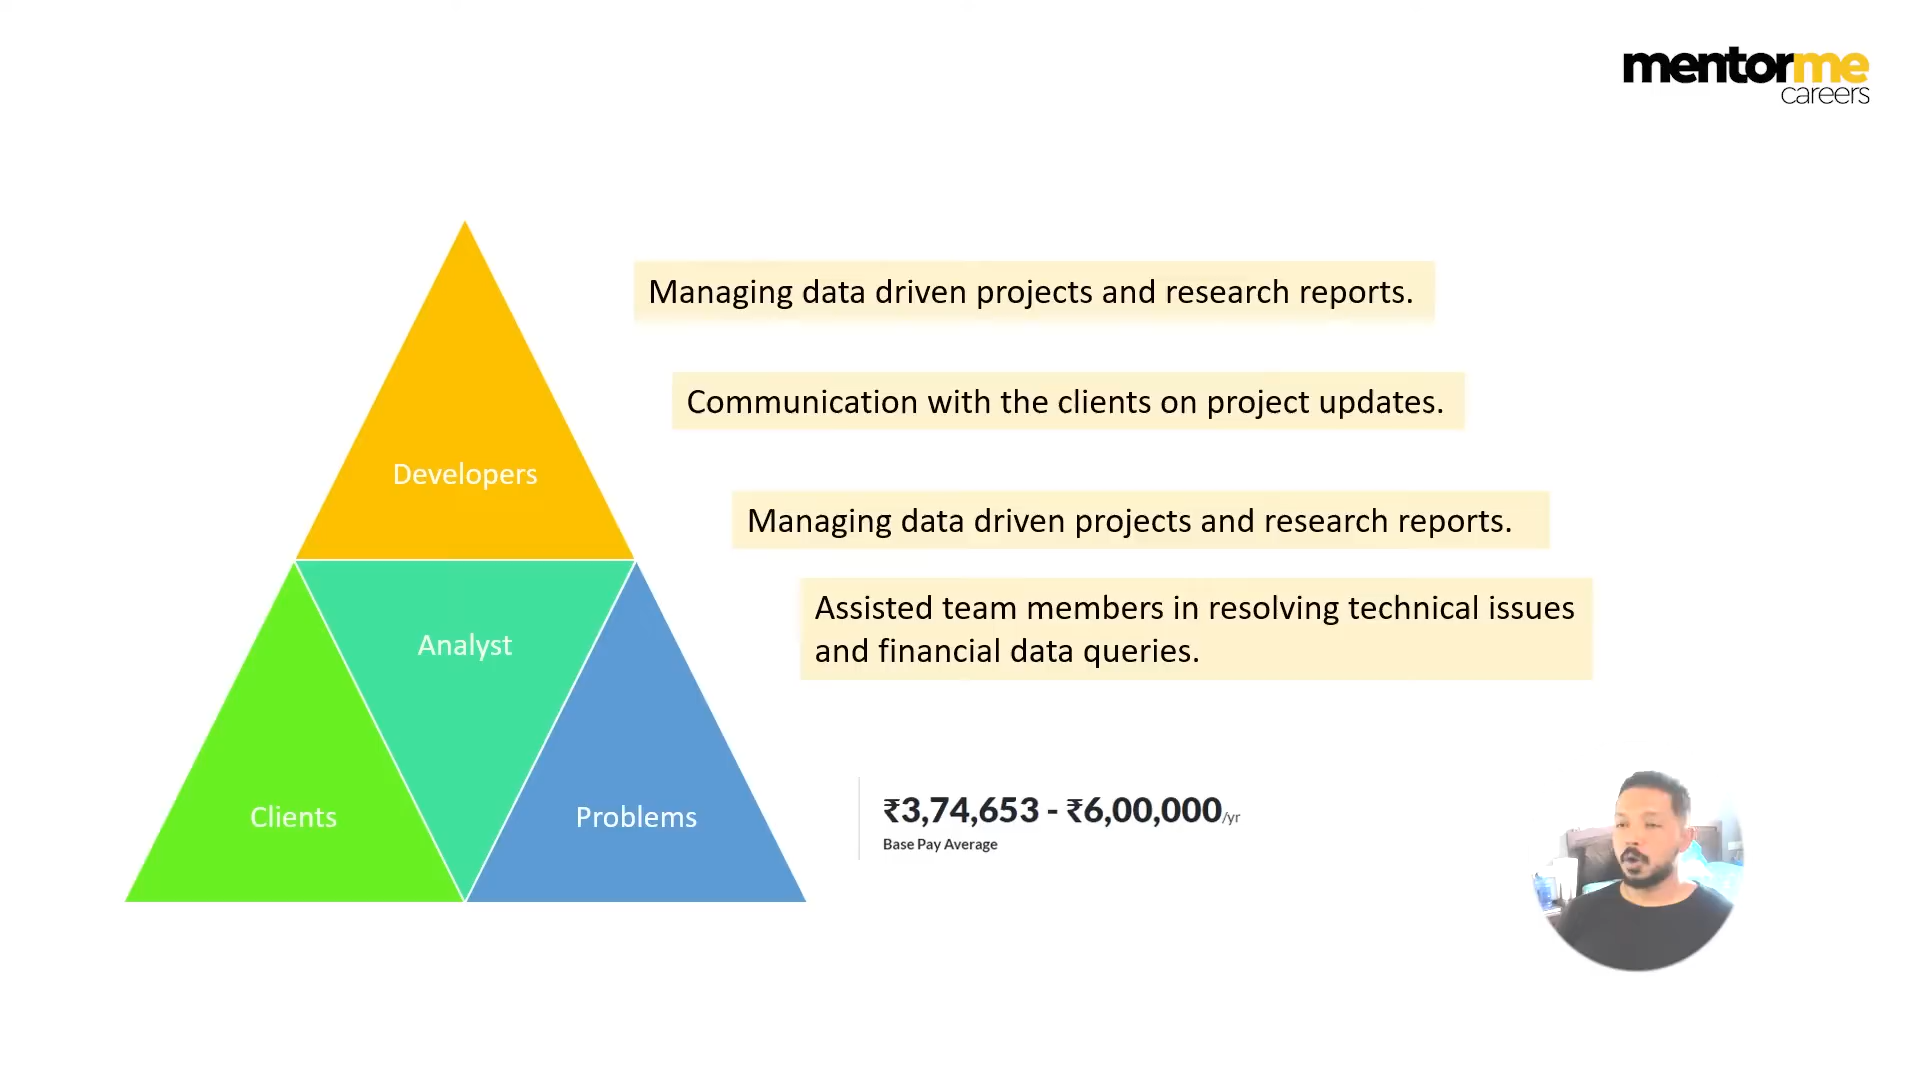 mentorme
careers
Managing data driven projects and research reports.
Communication with the clients on project updates.
Developers
Managing data driven projects and research reports.
Assisted team members in resolving technical issues
and financial data queries.
Analyst
Clients
Problems
₹3,74,653 - ₹6,00,000/yr
Base Pay Average